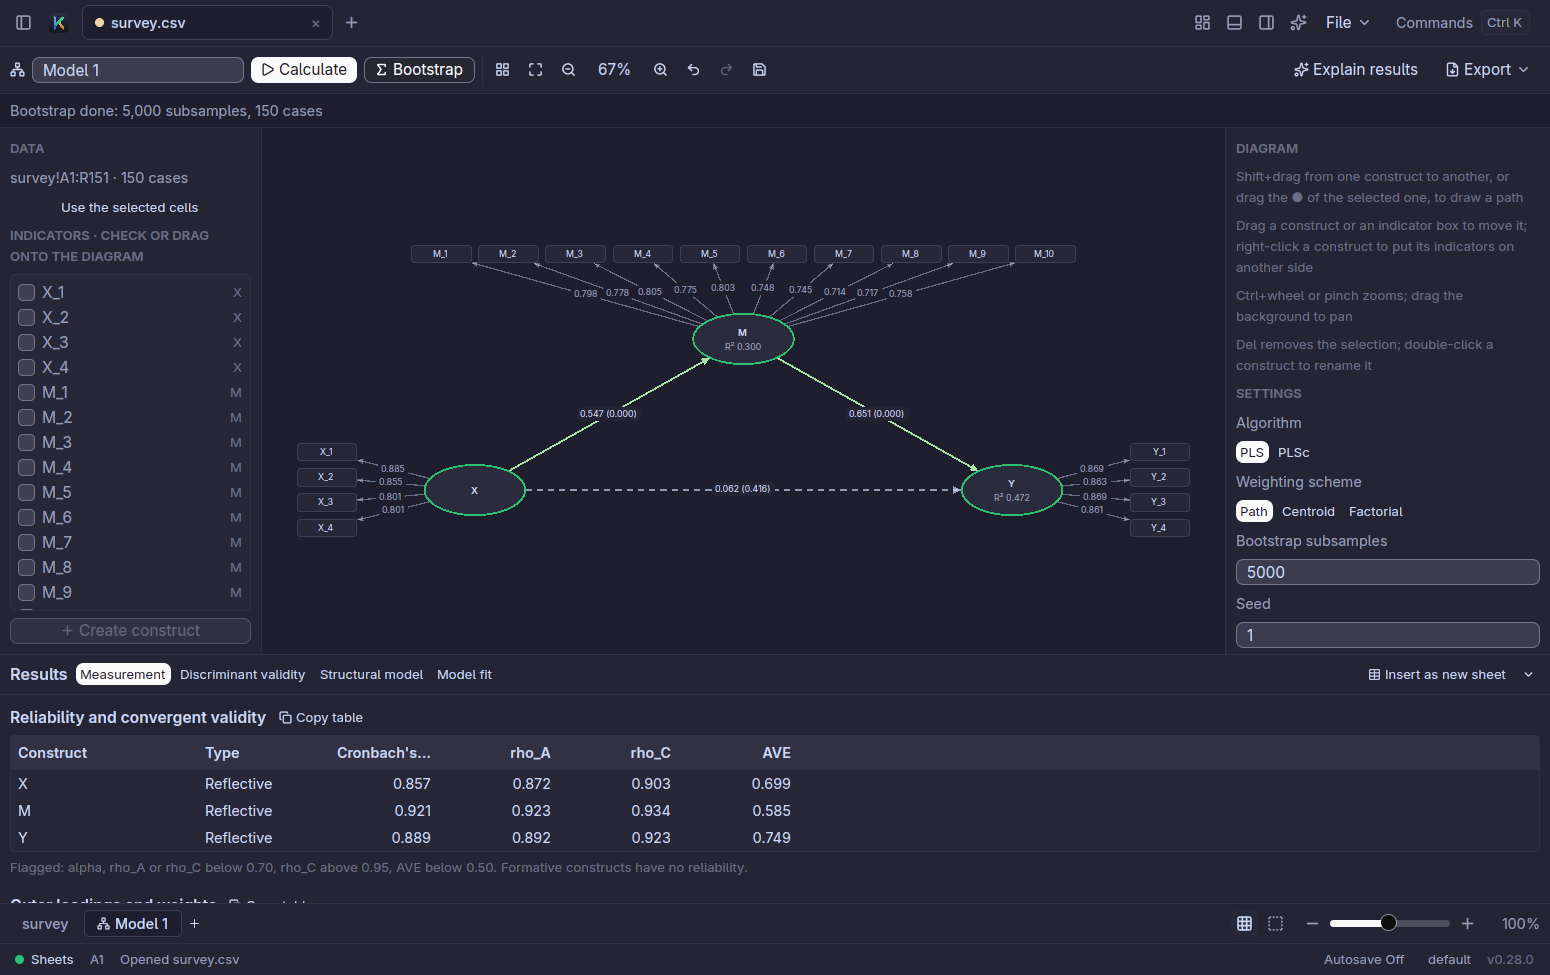 survey.csv
File
Commands
Ctrl K
Model 1
Calculate
Bootstrap
67%
Explain results
Export
Bootstrap done: 5,000 subsamples, 150 cases
DATA
survey!A1:R151 · 150 cases
Use the selected cells
INDICATORS · CHECK OR DRAG
ONTO THE DIAGRAM
X_1 X
X_2 X
X_3 X
X_4 X
M_1 M
M_2 M
M_3 M
M_4 M
M_5 M
M_6 M
M_7 M
M_8 M
M_9 M
+ Create construct
M_1 M_2 M_3 M_4 M_5 M_6 M_7 M_8 M_9 M_10
0.798 0.778 0.805 0.775 0.803 0.748 0.745 0.714 0.717 0.758
M
R² 0.300
0.547 (0.000)
0.651 (0.000)
X_1
X_2
X_3
X_4
0.885
0.855
0.801
0.801
X
0.062 (0.416)
Y
R² 0.472
0.869
0.863
0.869
0.861
Y_1
Y_2
Y_3
Y_4
DIAGRAM
Shift+drag from one construct to another, or
drag the ● of the selected one, to draw a path
Drag a construct or an indicator box to move it;
right-click a construct to put its indicators on
another side
Ctrl+wheel or pinch zooms; drag the
background to pan
Del removes the selection; double-click a
construct to rename it
SETTINGS
Algorithm
PLS PLSc
Weighting scheme
Path Centroid Factorial
Bootstrap subsamples
5000
Seed
1
Results Measurement Discriminant validity Structural model Model fit
Insert as new sheet
Reliability and convergent validity Copy table
Construct Type Cronbach's... rho_A rho_C AVE
X Reflective 0.857 0.872 0.903 0.699
M Reflective 0.921 0.923 0.934 0.585
Y Reflective 0.889 0.892 0.923 0.749
Flagged: alpha, rho_A or rho_C below 0.70, rho_C above 0.95, AVE below 0.50. Formative constructs have no reliability.
Outer loadings and weights Copy table
survey Model 1
100%
Sheets A1 Opened survey.csv
Autosave Off default v0.28.0